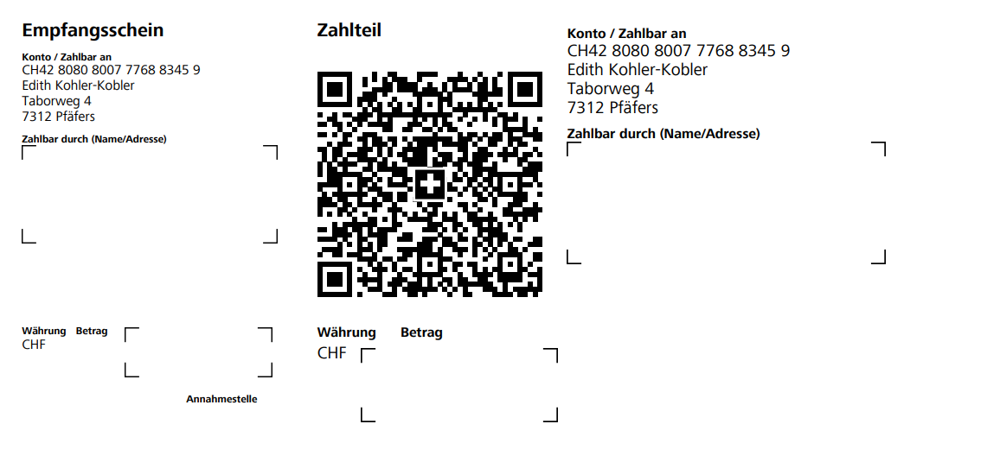 Empfangsschein
Konto / Zahlbar an
CH42 8080 8007 7768 8345 9
Edith Kohler-Kobler
Taborweg 4
7312 Pfäfers
Zahlbar durch (Name/Adresse)
Währung Betrag
CHF
Annahmestelle
Zahlteil
Währung Betrag
CHF
Konto / Zahlbar an
CH42 8080 8007 7768 8345 9
Edith Kohler-Kobler
Taborweg 4
7312 Pfäfers
Zahlbar durch (Name/Adresse)